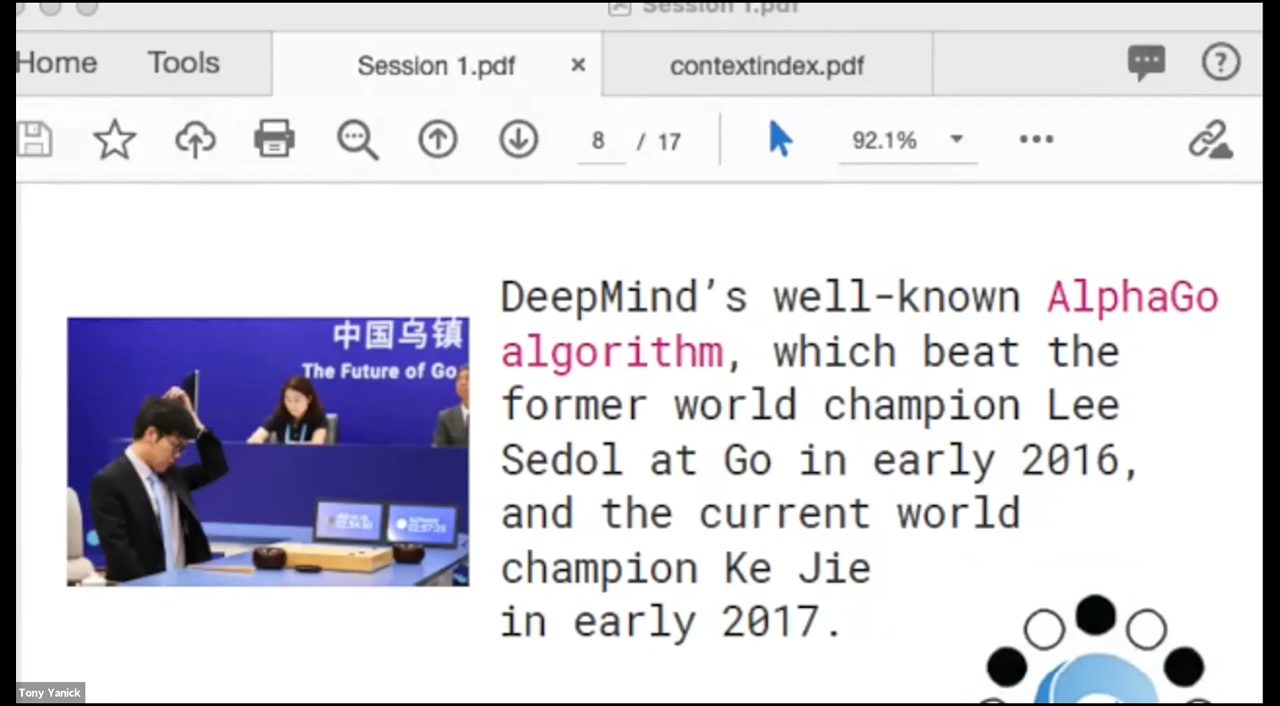 Session 1.pdf
Home Tools Session 1.pdf × contextindex.pdf
8 / 17 92.1%
DeepMind’s well-known AlphaGo
algorithm, which beat the
former world champion Lee
Sedol at Go in early 2016,
and the current world
champion Ke Jie
in early 2017.
中国乌镇
The Future of Go
Tony Yanick